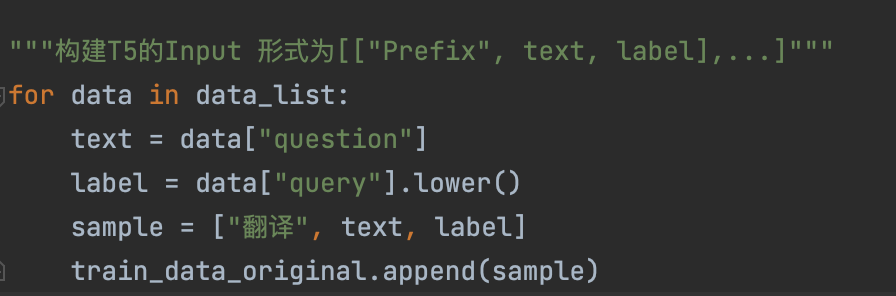 """构建T5的Input 形式为[["Prefix", text, label],...]"""
for data in data_list:
    text = data["question"]
    label = data["query"].lower()
    sample = ["翻译", text, label]
    train_data_original.append(sample)